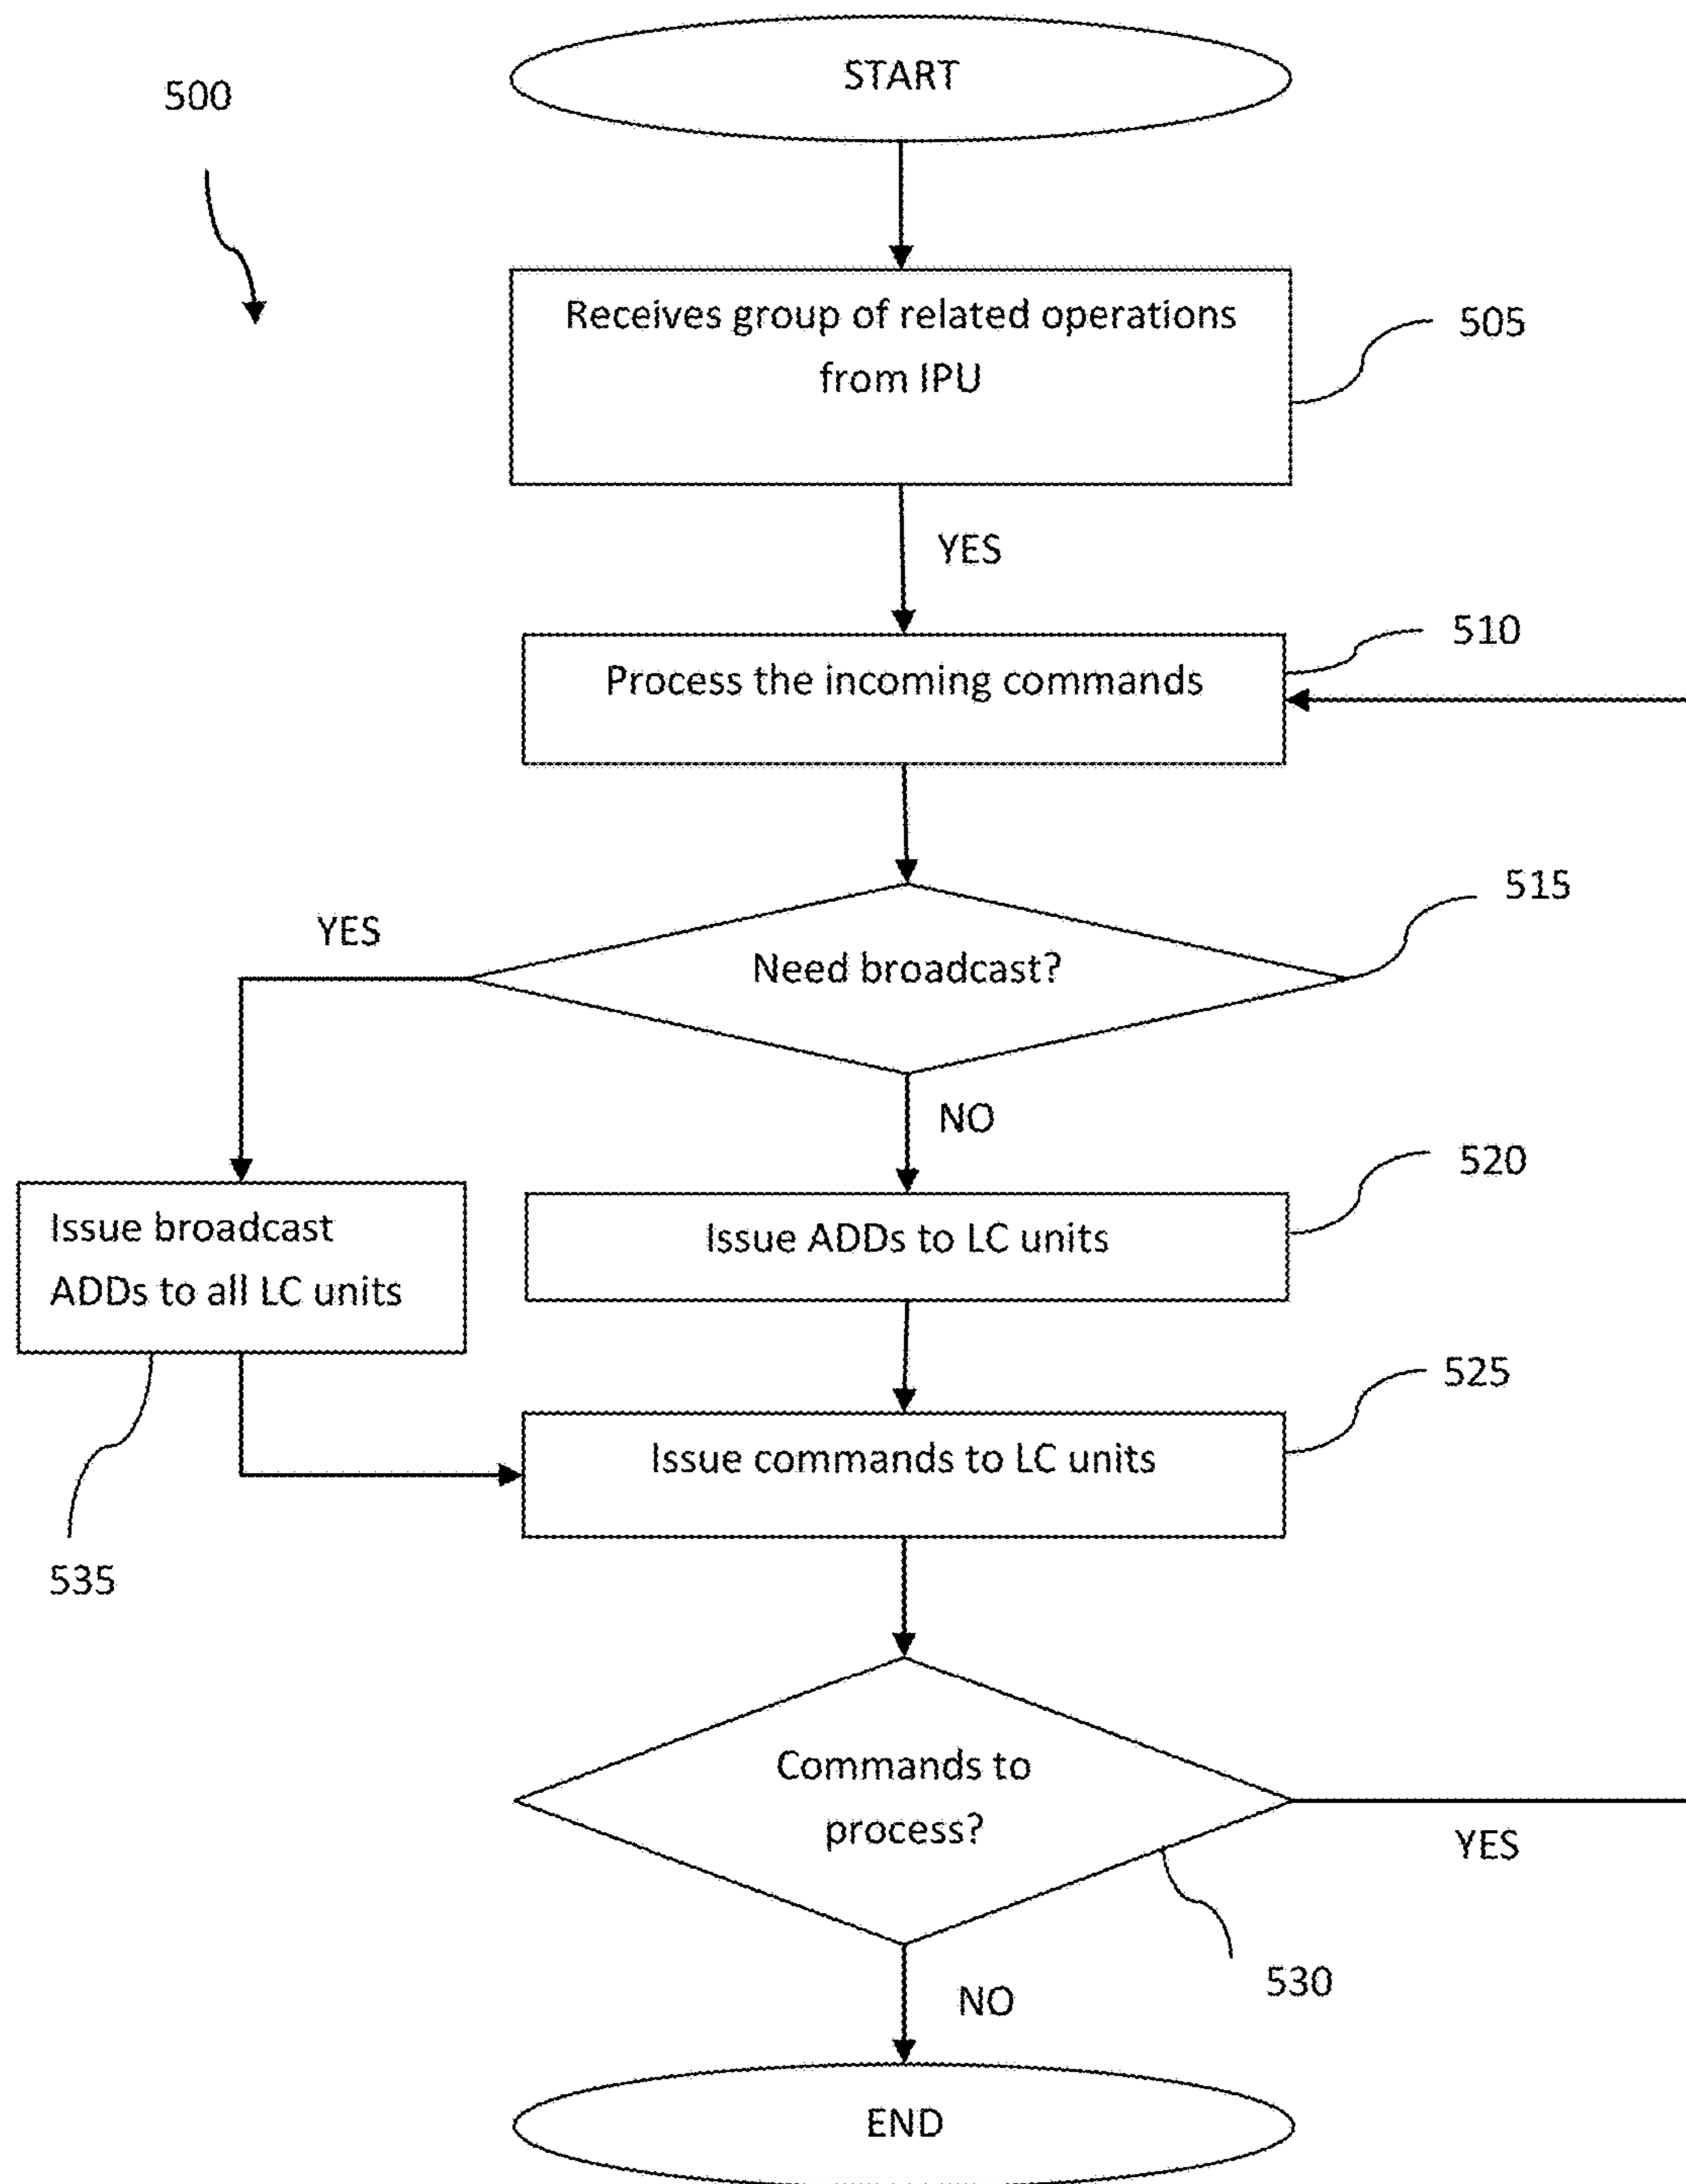 START
500
Receives group of related operations
from IPU
505
YES
510
Process the incoming commands
515
YES
Need broadcast?
NO
520
Issue broadcast
ADDs to all LC units
Issue ADDs to LC units
525
Issue commands to LC units
535
Commands to
process?
YES
530
NO
END